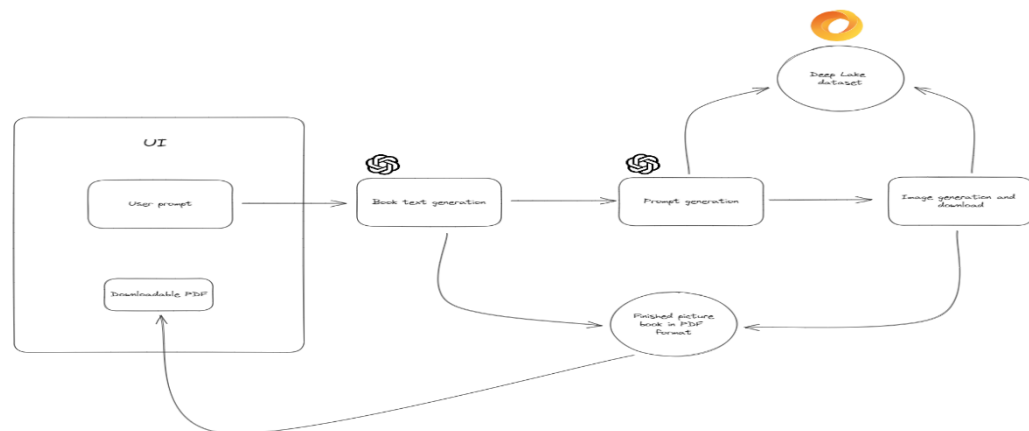 Deep Lake
dataset
UI
User prompt
Book text generation
Prompt generation
Image generation and
download
Downloadable PDF
Finished picture
book in PDF
format